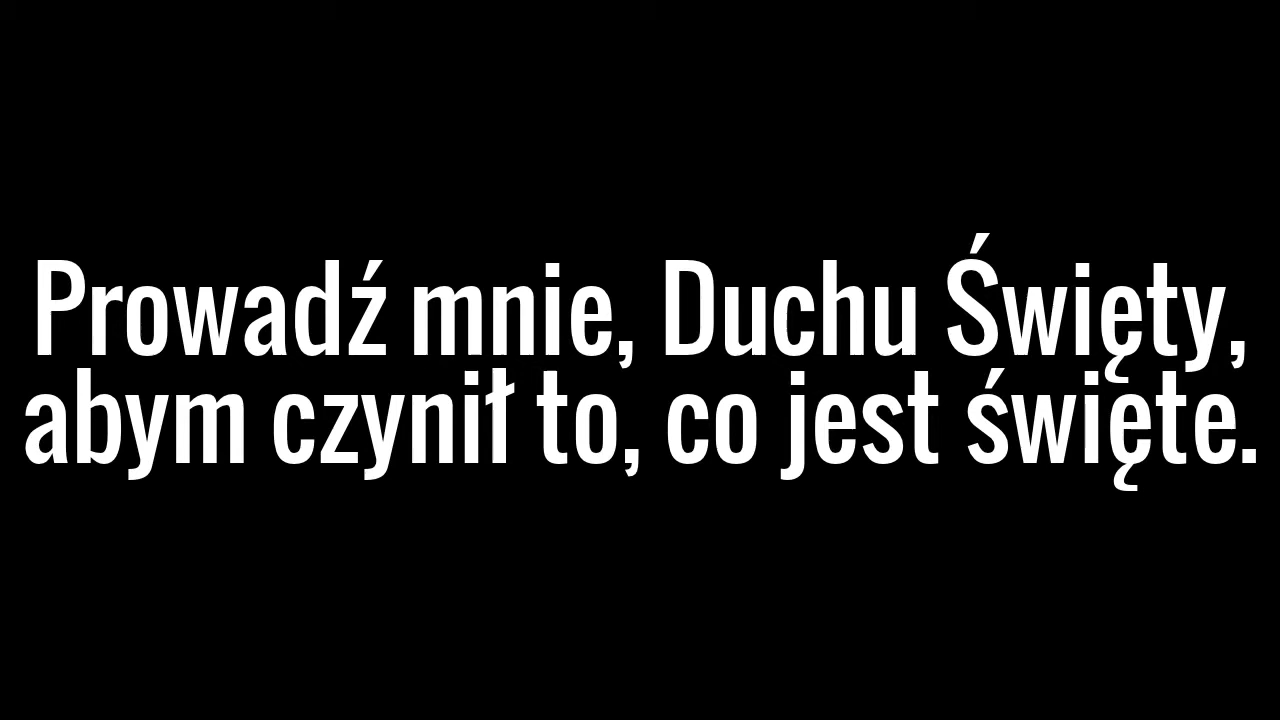 Prowadź mnie, Duchu Święty,
abym czynił to, co jest święte.